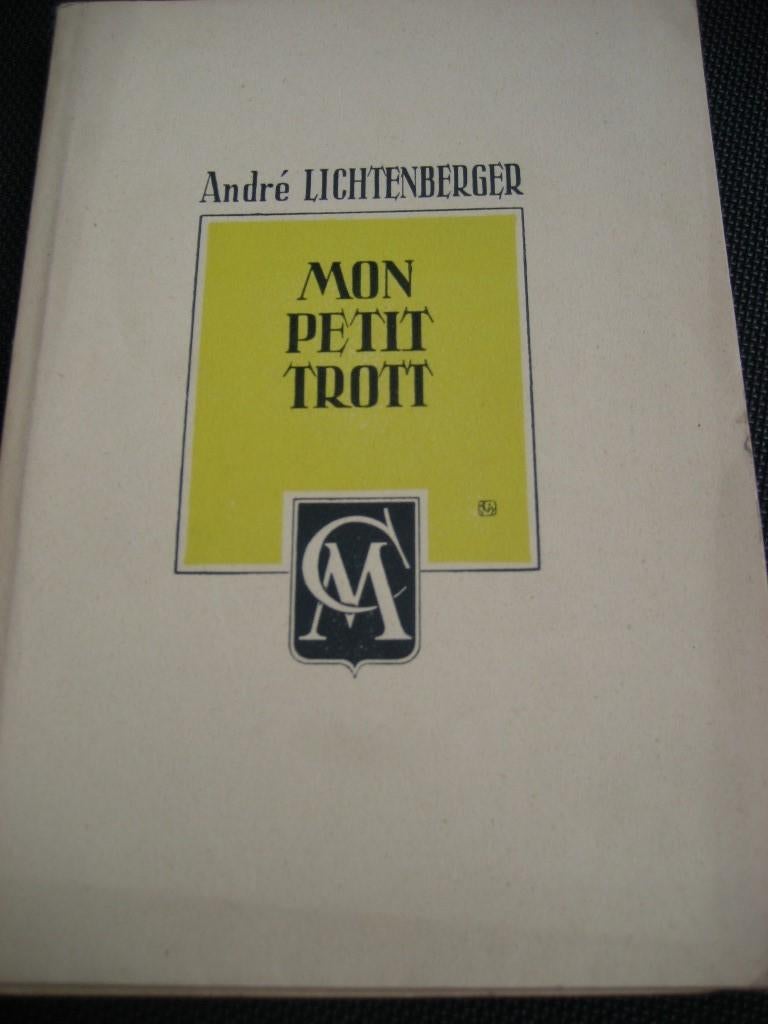 André LICHTENBERGER
MON
PETIT
TROTT
CM